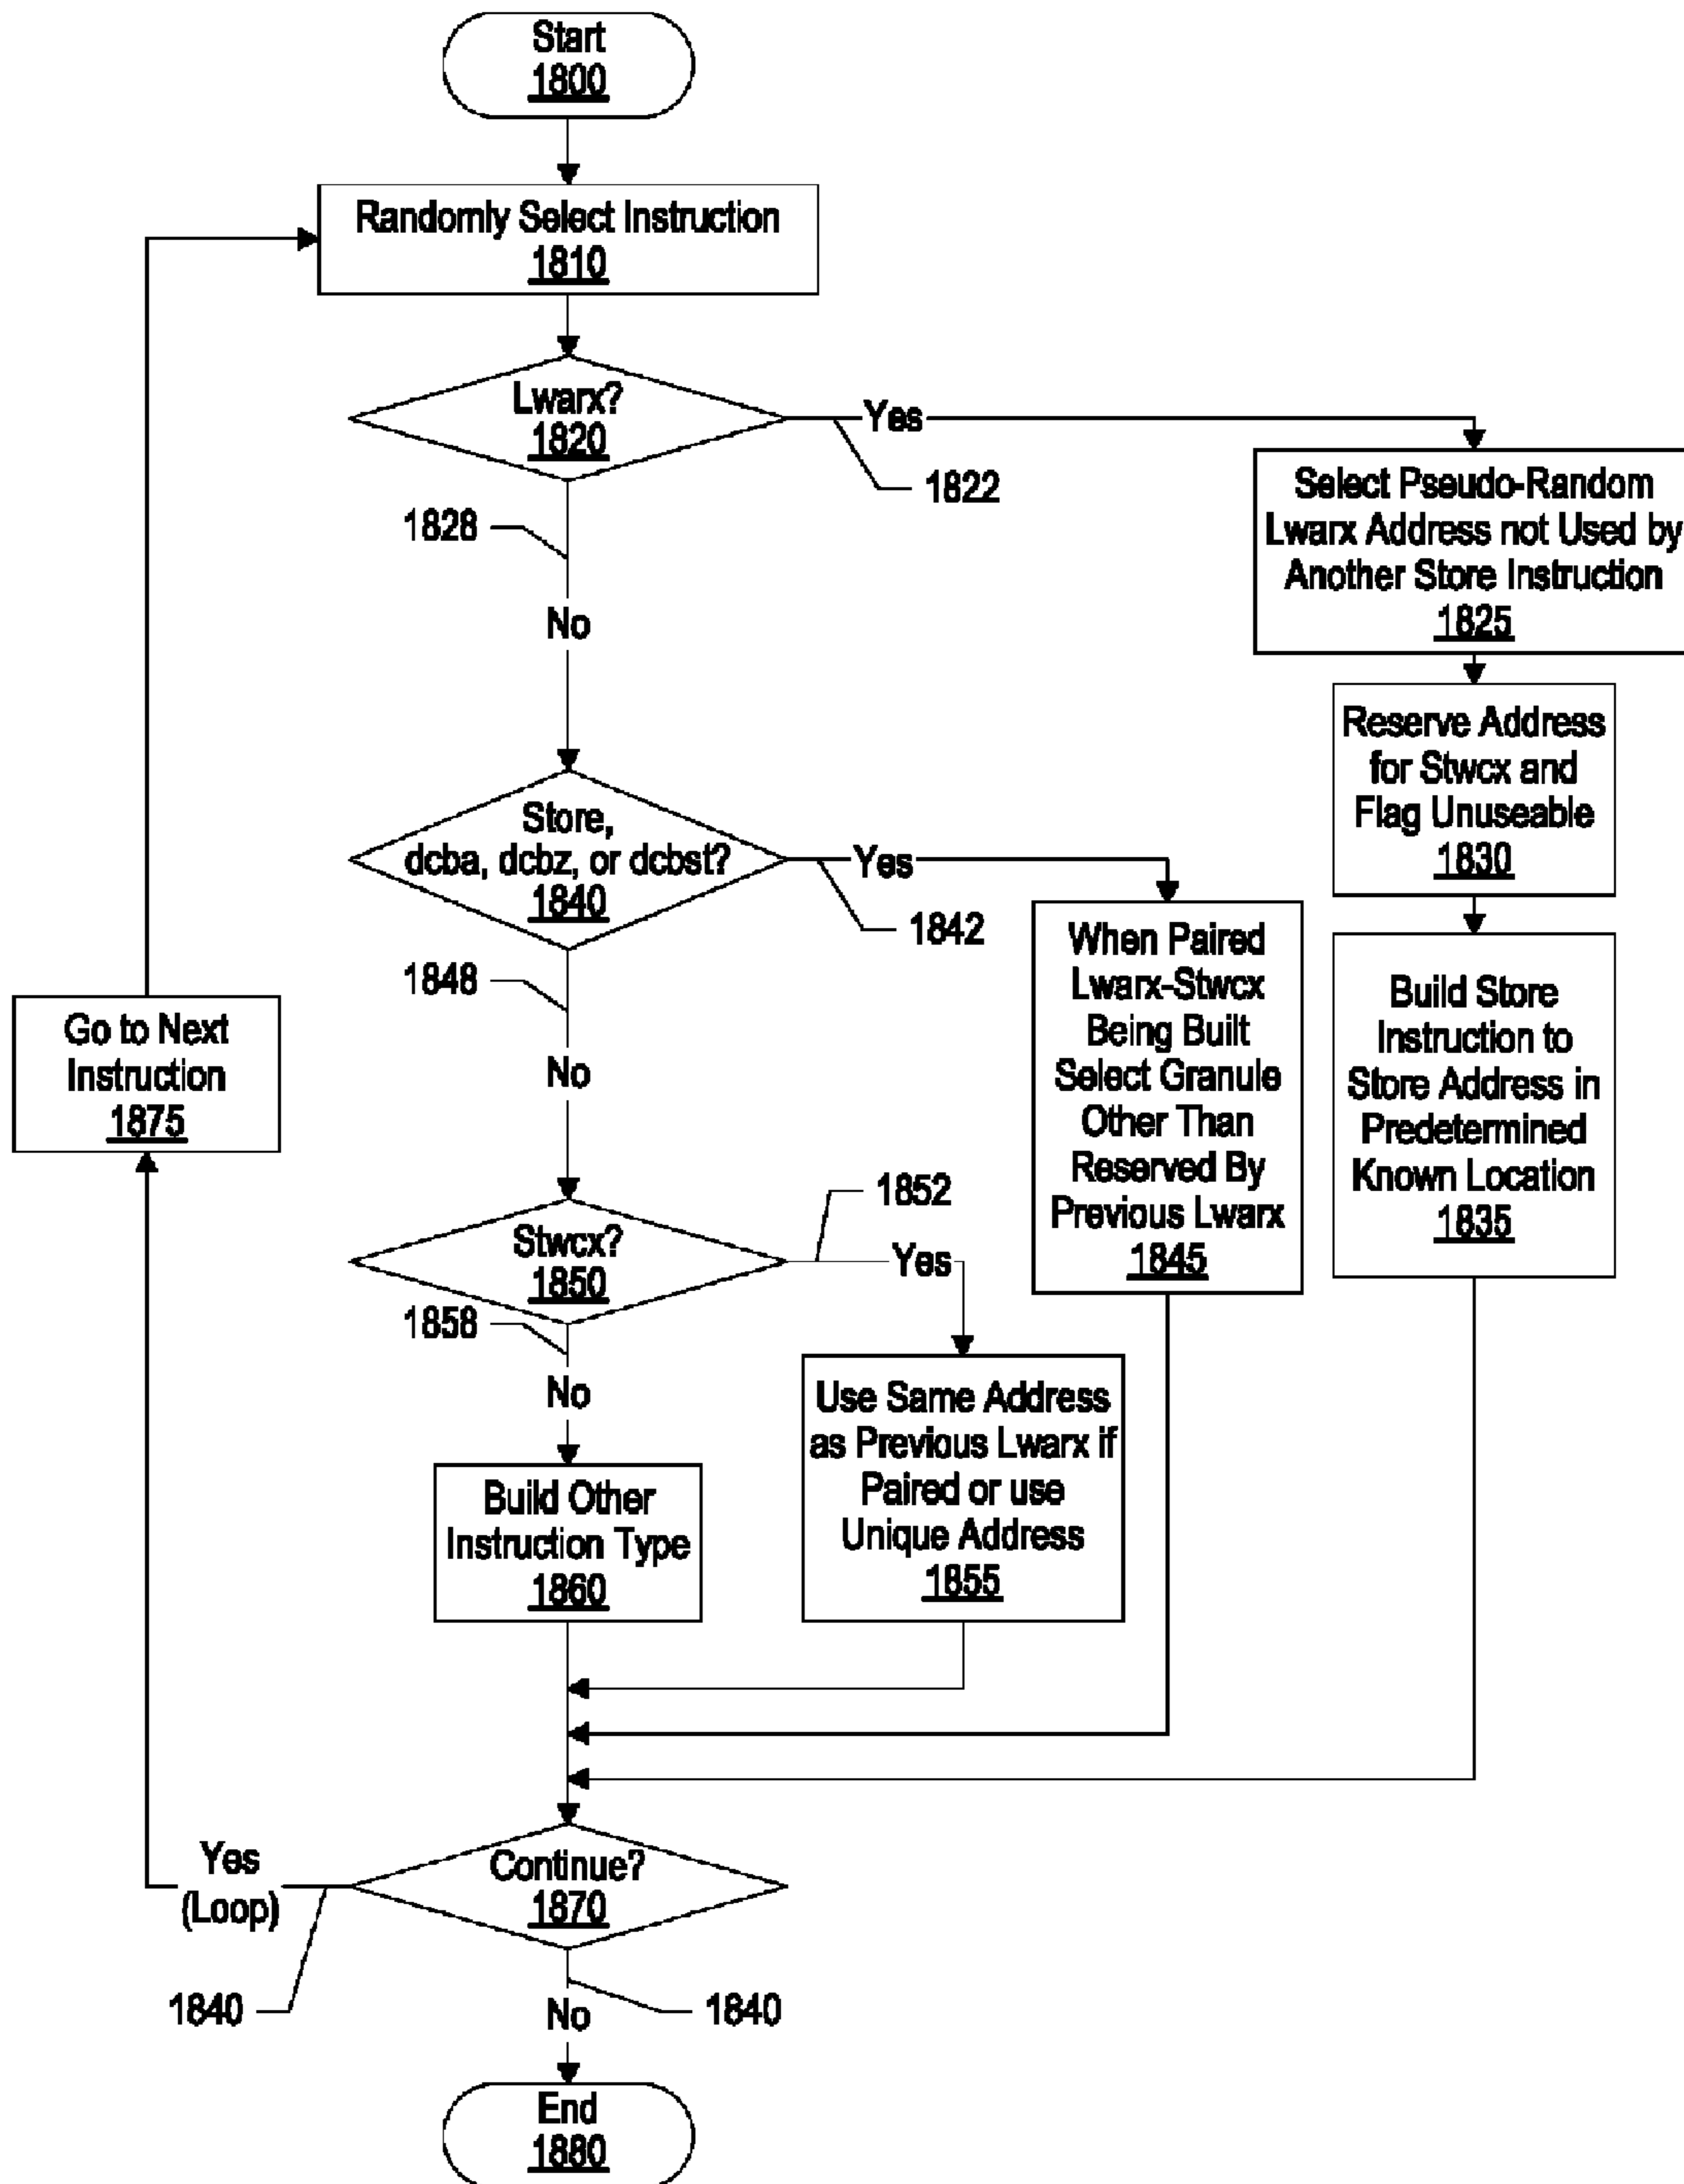 Start
1800
Randomly Select Instruction
1810
Lwarx?
1820
Yes
1822
1828
No
Select Pseudo-Random
Lwarx Address not Used by
Another Store Instruction
1825
Reserve Address
for Stwcx and
Flag Unuseable
1830
Build Store
Instruction to
Store Address in
Predetermined
Known Location
1835
Store,
dcba, dcbz, or dcbst?
1840
Yes
1842
1848
No
When Paired
Lwarx-Stwcx
Being Built
Select Granule
Other Than
Reserved By
Previous Lwarx
1845
Go to Next
Instruction
1875
Stwcx?
1850
1852
Yes
1858
No
Use Same Address
as Previous Lwarx if
Paired or use
Unique Address
1855
Build Other
Instruction Type
1860
Continue?
1870
Yes
(Loop)
1840
No
1840
End
1880